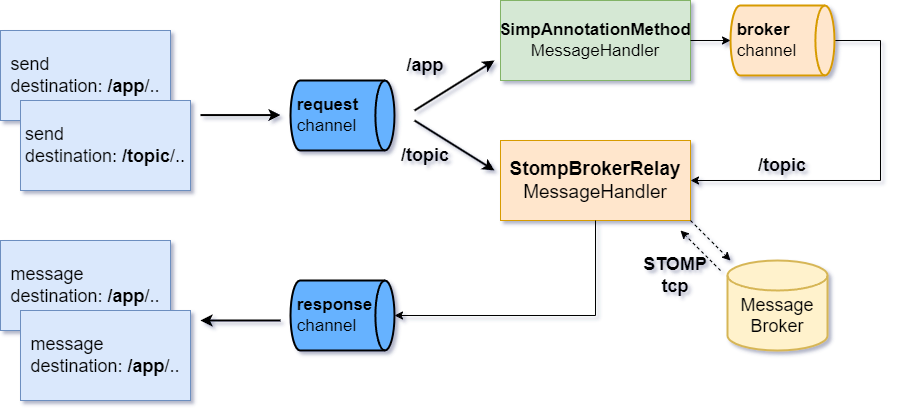 send
destination: /app/..
send
destination: /topic/..
request
channel
/app
/topic
SimpAnnotationMethod
MessageHandler
broker
channel
StompBrokerRelay
MessageHandler
/topic
STOMP
tcp
Message
Broker
response
channel
message
destination: /app/..
message
destination: /app/..